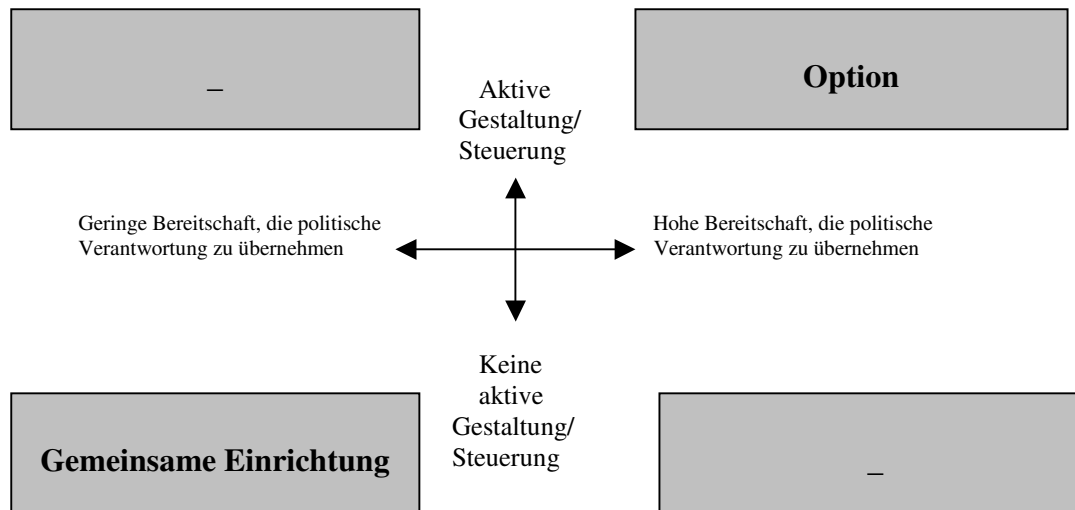 –
Option
Aktive
Gestaltung/
Steuerung
Geringe Bereitschaft, die politische
Verantwortung zu übernehmen
Hohe Bereitschaft, die politische
Verantwortung zu übernehmen
Keine
aktive
Gestaltung/
Steuerung
Gemeinsame Einrichtung
–